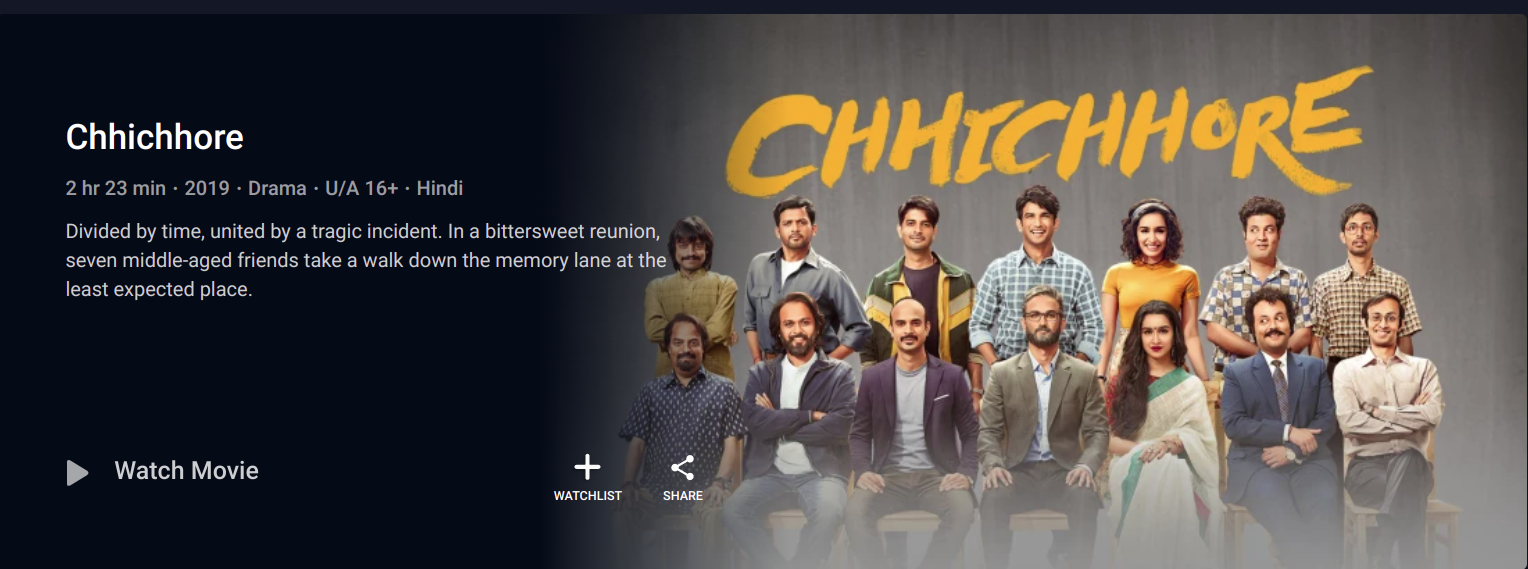 CHHICHHORE
Chhichhore
2 hr 23 min · 2019 · Drama · U/A 16+ · Hindi
Divided by time, united by a tragic incident. In a bittersweet reunion,
seven middle-aged friends take a walk down the memory lane at the
least expected place.
Watch Movie
WATCHLIST
SHARE